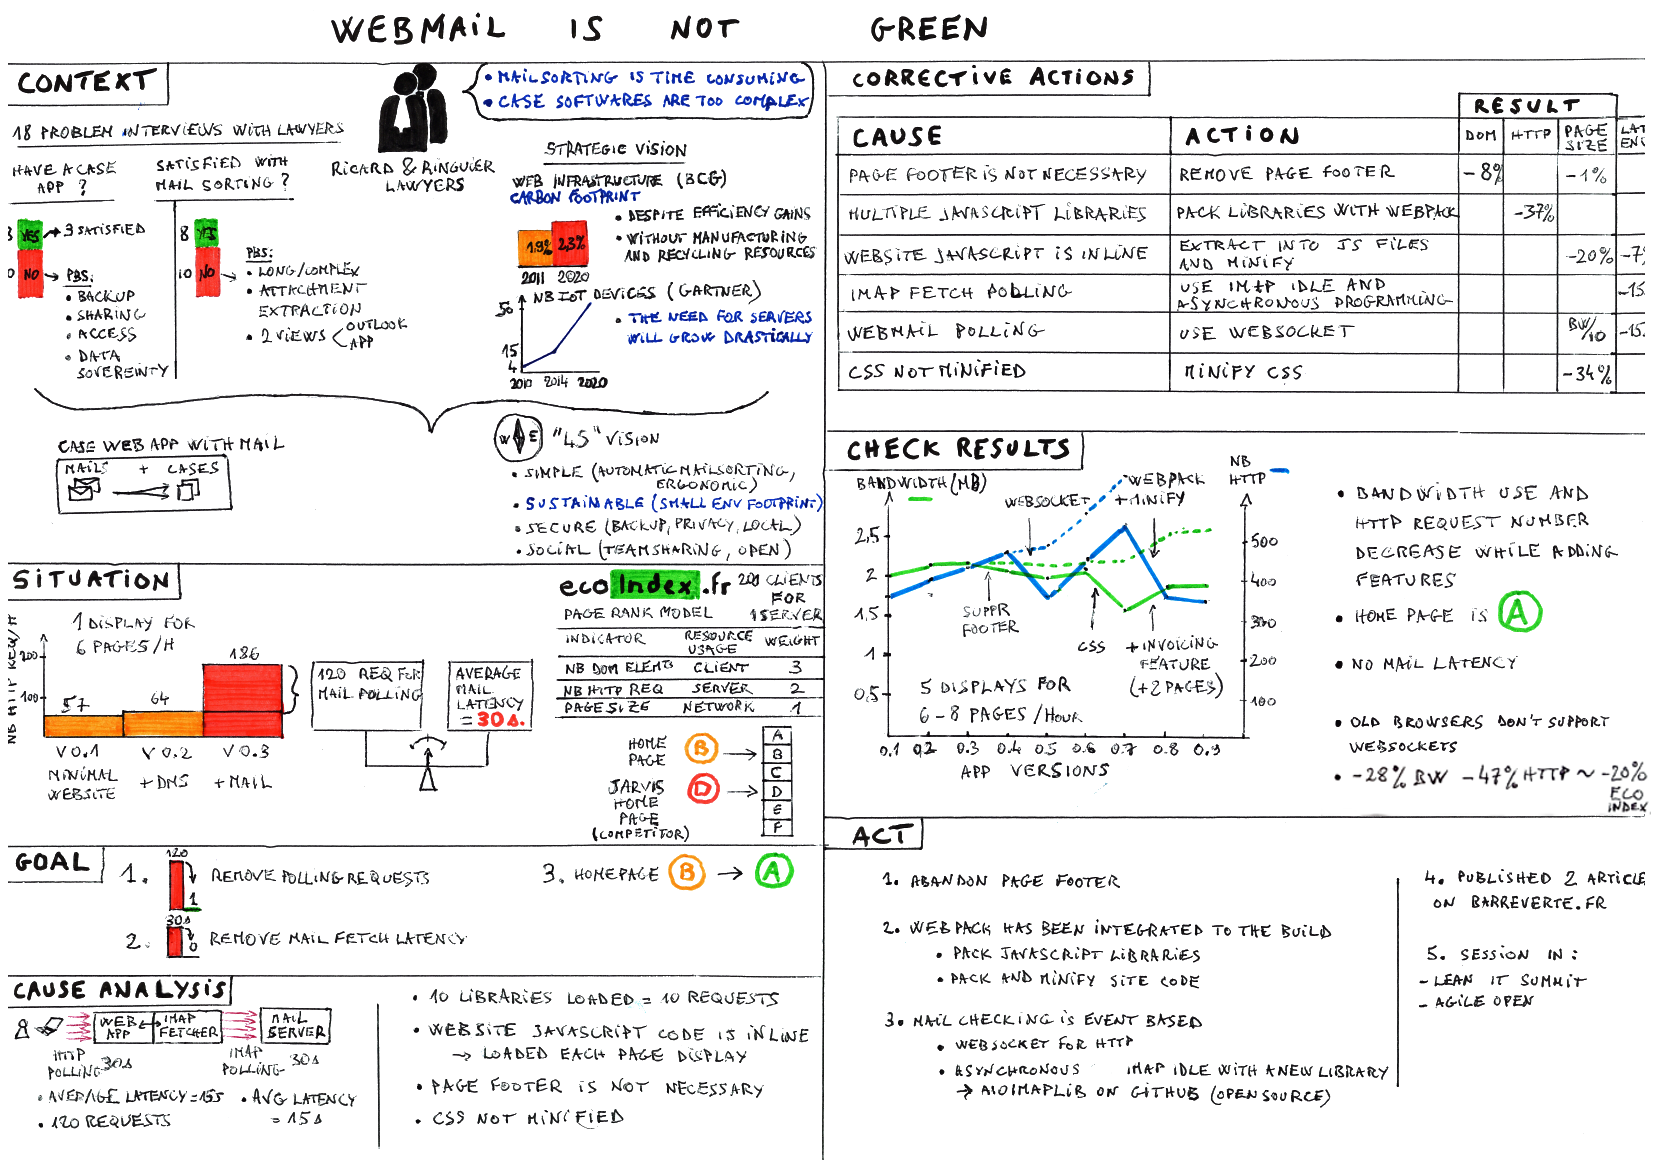 WEBMAIL IS NOT GREEN
CONTEXT
18 PROBLEM INTERVIEWS WITH LAWYERS
HAVE A CASE
APP ?
SATISFIED WITH
MAIL SORTING ?
YES
3 SATISFIED
NO
PBS:
• BACKUP
• SHARING
• ACCESS
• DATA
SOVEREINTY
8
YES
10
NO
PBS:
• LONG/COMPLEX
• ATTACHMENT
EXTRACTION
• 2 VIEWS < OUTLOOK
APP
RICARD & RINGUIER
LAWYERS
• MAILSORTING IS TIME CONSUMING
• CASE SOFTWARES ARE TOO COMPLEX
STRATEGIC VISION
WEB INFRASTRUCTURE (BCG)
CARBON FOOTPRINT
1.9% 2,3%
2011 2020
• DESPITE EFFICIENCY GAINS
• WITHOUT MANUFACTURING
AND RECYCLING RESOURCES
NB IOT DEVICES (GARTNER)
50
15
4
2010 2014 2020
• THE NEED FOR SERVERS
WILL GROW DRASTICALLY
CASE WEB APP WITH MAIL
MAILS + CASES
W E
"4S" VISION
• SIMPLE (AUTOMATIC MAILSORTING,
ERGONOMIC)
• SUSTAINABLE (SMALL ENV FOOTPRINT)
• SECURE (BACKUP, PRIVACY, LOCAL)
• SOCIAL (TEAMSHARING, OPEN)
SITUATION
NB HTTP REQ/H
1 DISPLAY FOR
6 PAGES/H
200
100
57
64
186
V0.1 V0.2 V0.3
MINIMAL
WEBSITE
+ DMS
+ MAIL
120 REQ FOR
MAIL POLLING
AVERAGE
MAIL
LATENCY
= 30s.
ecoIndex.fr
200 CLIENTS
FOR
1 SERVER
PAGE RANK MODEL
INDICATOR RESOURCE USAGE WEIGHT
NB DOM ELEMTS CLIENT 3
NB HTTP REQ SERVER 2
PAGE SIZE NETWORK 1
HOME
PAGE
B
JARVIS
HOME
PAGE
(COMPETITOR)
D
A
B
C
D
E
F
GOAL
1.
120
1
REMOVE POLLING REQUESTS
2.
30s
0
REMOVE MAIL FETCH LATENCY
3. HOMEPAGE B → A
CAUSE ANALYSIS
WEB
APP
IMAP
FETCHER
MAIL
SERVER
HTTP
POLLING 30s
IMAP
POLLING 30s
• AVERAGE LATENCY = 15s
• 120 REQUESTS
• AVG LATENCY
= 15s
• 10 LIBRARIES LOADED = 10 REQUESTS
• WEBSITE JAVASCRIPT CODE IS INLINE
→ LOADED EACH PAGE DISPLAY
• PAGE FOOTER IS NOT NECESSARY
• CSS NOT MINIFIED
CORRECTIVE ACTIONS
RESULT
CAUSE ACTION DOM HTTP PAGE SIZE
PAGE FOOTER IS NOT NECESSARY REMOVE PAGE FOOTER -8% -1%
MULTIPLE JAVASCRIPT LIBRARIES PACK LIBRARIES WITH WEBPACK -37%
WEBSITE JAVASCRIPT IS INLINE EXTRACT INTO JS FILES AND MINIFY -20%
IMAP FETCH POLLING USE IMAP IDLE AND ASYNCHRONOUS PROGRAMMING
WEBMAIL POLLING USE WEBSOCKET BW/10
CSS NOT MINIFIED MINIFY CSS -34%
CHECK RESULTS
BANDWIDTH (MB)
NB
HTTP
2,5
2
1,5
1
0,5
WEBSOCKET
WEBPACK
+ MINIFY
SUPPR
FOOTER
CSS
+ INVOICING
FEATURE
(+2 PAGES)
5 DISPLAYS FOR
6-8 PAGES/HOUR
500
400
300
200
100
0.1 0.2 0.3 0.4 0.5 0.6 0.7 0.8 0.9
APP VERSIONS
• BANDWIDTH USE AND
HTTP REQUEST NUMBER
DECREASE WHILE ADDING
FEATURES
• HOME PAGE IS A
• NO MAIL LATENCY
• OLD BROWSERS DON'T SUPPORT
WEBSOCKETS
• -28% BW -47% HTTP ~ -20%
ECO
INDEX
ACT
1. ABANDON PAGE FOOTER
2. WEBPACK HAS BEEN INTEGRATED TO THE BUILD
• PACK JAVASCRIPT LIBRARIES
• PACK AND MINIFY SITE CODE
3. MAIL CHECKING IS EVENT BASED
• WEBSOCKET FOR HTTP
• ASYNCHRONOUS IMAP IDLE WITH A NEW LIBRARY
→ AIOIMAPLIB ON GITHUB (OPEN SOURCE)
4. PUBLISHED 2 ARTICLE
ON BARREVERTE.FR
5. SESSION IN :
- LEAN IT SUMMIT
- AGILE OPEN